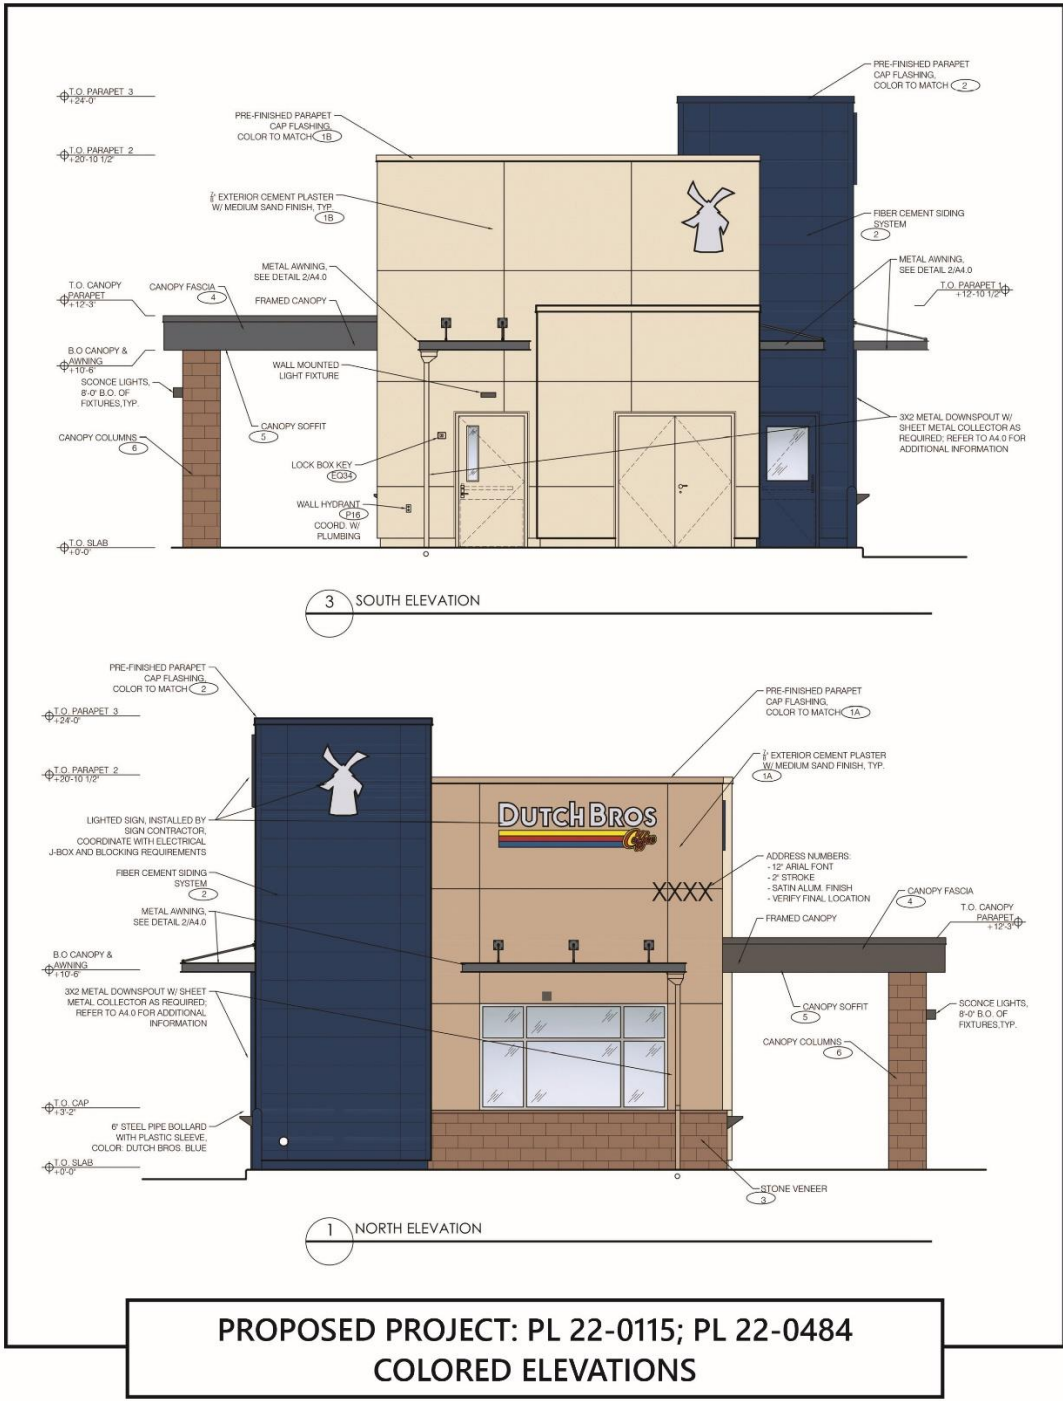 PRE-FINISHED PARAPET
CAP FLASHING,
COLOR TO MATCH 2
T.O. PARAPET 3
+24'-0"
PRE-FINISHED PARAPET
CAP FLASHING,
COLOR TO MATCH 1B
T.O. PARAPET 2
+20'-10 1/2"
7/8" EXTERIOR CEMENT PLASTER
W/ MEDIUM SAND FINISH, TYP.
1B
FIBER CEMENT SIDING
SYSTEM
2
METAL AWNING,
SEE DETAIL 2/A4.0
METAL AWNING,
SEE DETAIL 2/A4.0
T.O. CANOPY
PARAPET
+12'-3"
CANOPY FASCIA
4
FRAMED CANOPY
T.O. PARAPET 1
+12'-10 1/2"
B.O CANOPY &
AWNING
+10'-6"
WALL MOUNTED
LIGHT FIXTURE
SCONCE LIGHTS,
8'-0" B.O. OF
FIXTURES,TYP.
CANOPY SOFFIT
5
3X2 METAL DOWNSPOUT W/
SHEET METAL COLLECTOR AS
REQUIRED; REFER TO A4.0 FOR
ADDITIONAL INFORMATION
CANOPY COLUMNS
6
LOCK BOX KEY
EQ34
WALL HYDRANT
P16
COORD. W/
PLUMBING
T.O. SLAB
+0'-0"
3 SOUTH ELEVATION
PRE-FINISHED PARAPET
CAP FLASHING,
COLOR TO MATCH 2
PRE-FINISHED PARAPET
CAP FLASHING,
COLOR TO MATCH 1A
T.O. PARAPET 3
+24'-0"
T.O. PARAPET 2
+20'-10 1/2"
7/8" EXTERIOR CEMENT PLASTER
W/ MEDIUM SAND FINISH, TYP.
1A
DUTCH BROS
Coffee
LIGHTED SIGN, INSTALLED BY
SIGN CONTRACTOR,
COORDINATE WITH ELECTRICAL
J-BOX AND BLOCKING REQUIREMENTS
FIBER CEMENT SIDING
SYSTEM
2
XXXX
ADDRESS NUMBERS:
- 12" ARIAL FONT
- 2" STROKE
- SATIN ALUM. FINISH
- VERIFY FINAL LOCATION
METAL AWNING,
SEE DETAIL 2/A4.0
FRAMED CANOPY
CANOPY FASCIA
4
T.O. CANOPY
PARAPET
+12'-3"
B.O CANOPY &
AWNING
+10'-6"
3X2 METAL DOWNSPOUT W/ SHEET
METAL COLLECTOR AS REQUIRED;
REFER TO A4.0 FOR ADDITIONAL
INFORMATION
CANOPY SOFFIT
5
SCONCE LIGHTS,
8'-0" B.O. OF
FIXTURES,TYP.
CANOPY COLUMNS
6
T.O. CAP
+3'-2"
6" STEEL PIPE BOLLARD
WITH PLASTIC SLEEVE,
COLOR: DUTCH BROS. BLUE
T.O. SLAB
+0'-0"
STONE VENEER
3
1 NORTH ELEVATION
PROPOSED PROJECT: PL 22-0115; PL 22-0484
COLORED ELEVATIONS